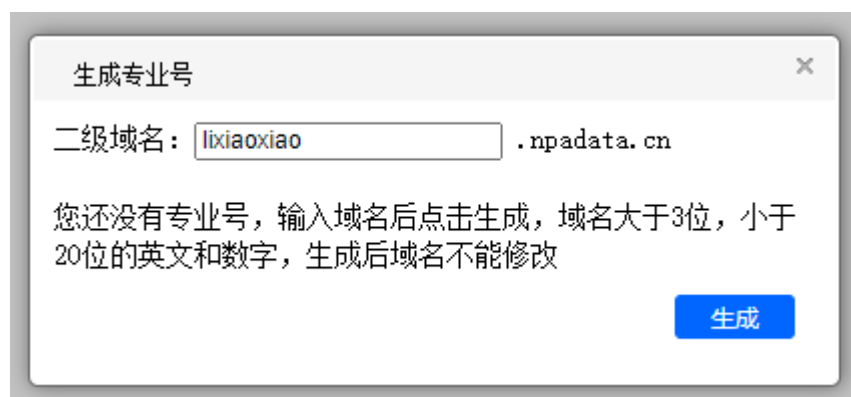 生成专业号
二级域名：lixiaoxiao .npadata.cn
您还没有专业号，输入域名后点击生成，域名大于3位，小于
20位的英文和数字，生成后域名不能修改
生成